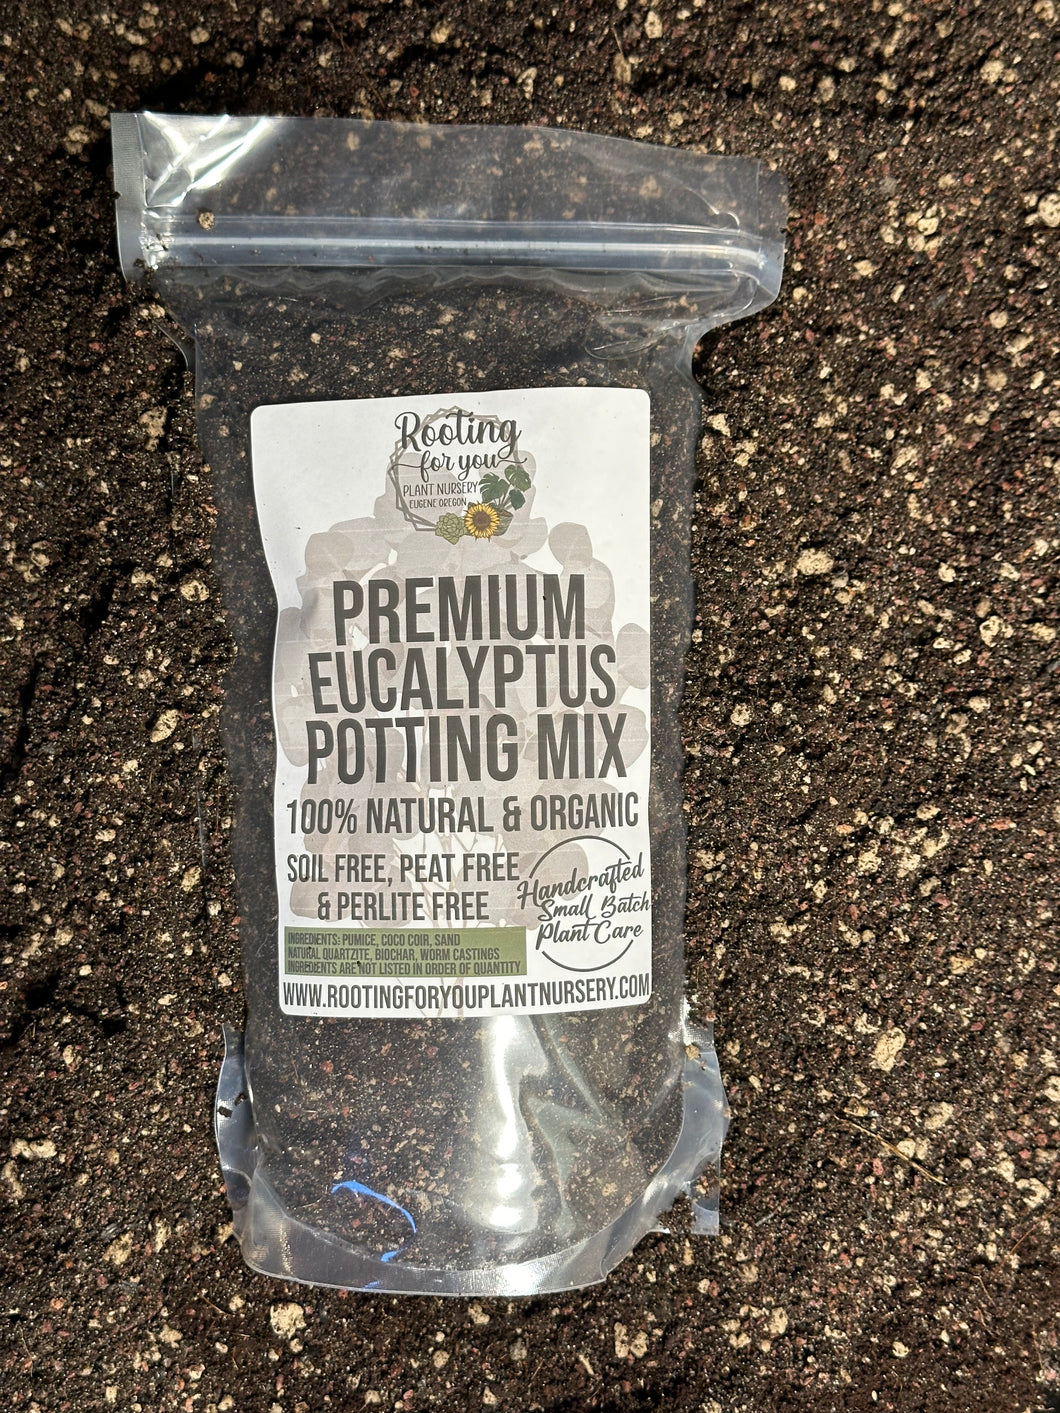 Rooting
for you
PLANT NURSERY
EUGENE OREGON
PREMIUM
EUCALYPTUS
POTTING MIX
100% NATURAL & ORGANIC
SOIL FREE, PEAT FREE
& PERLITE FREE
Handcrafted
Small Batch
Plant Care
INGREDIENTS: PUMICE, COCO COIR, SAND
NATURAL QUARTZITE, BIOCHAR, WORM CASTINGS
INGREDIENTS ARE NOT LISTED IN ORDER OF QUANTITY
WWW.ROOTINGFORYOUPLANTNURSERY.COM